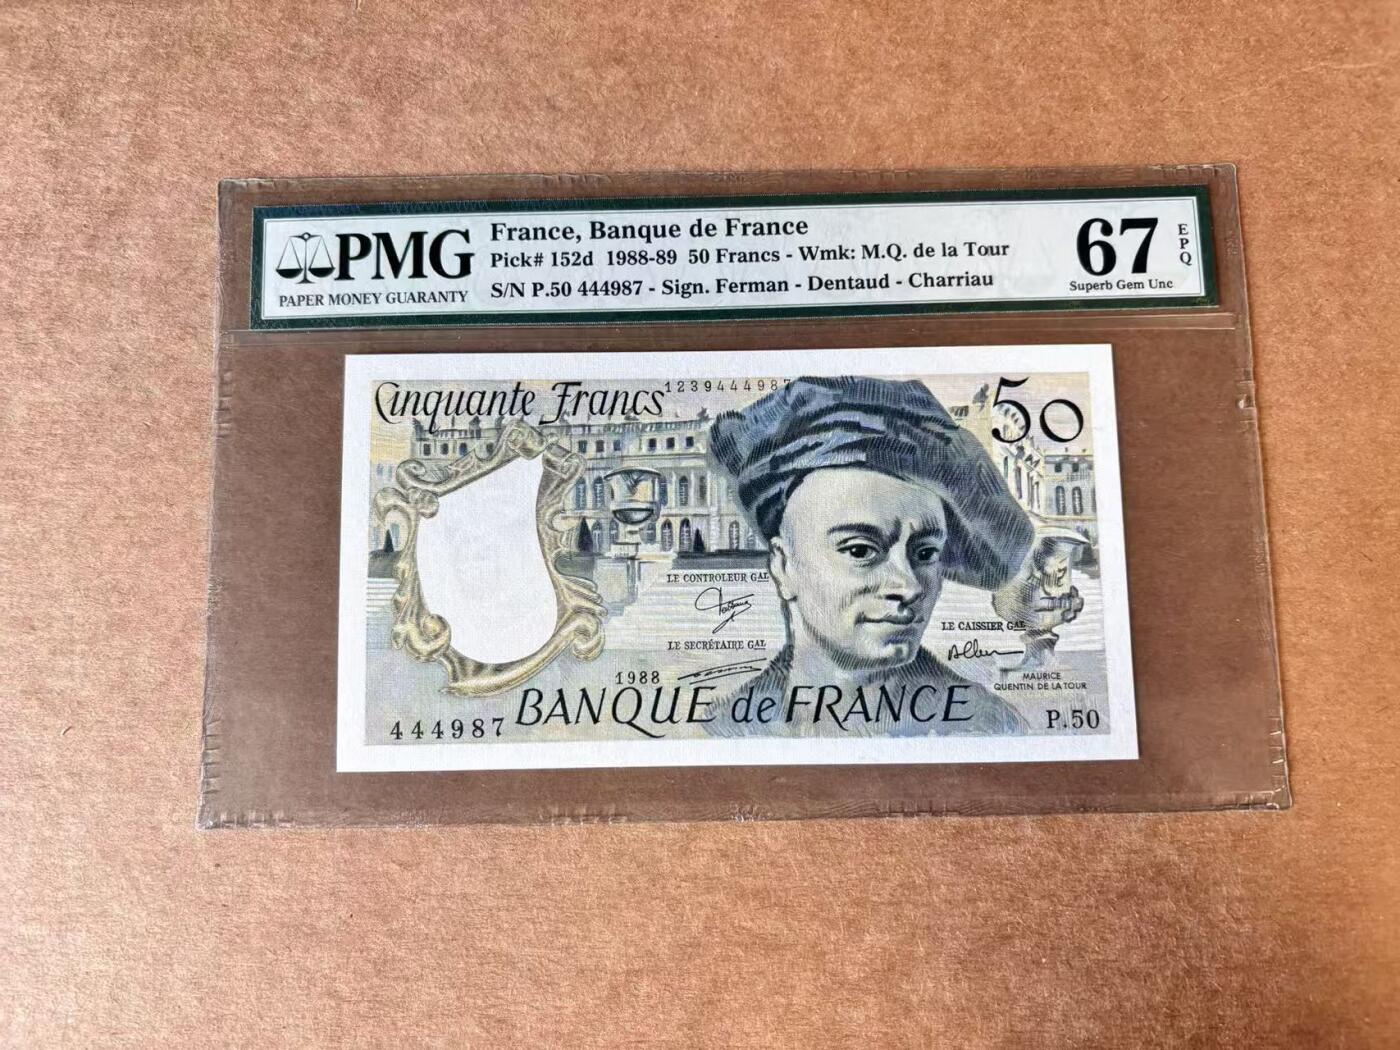 PMG
PAPER MONEY GUARANTY
France, Banque de France
Pick# 152d 1988-89 50 Francs - Wmk: M.Q. de la Tour
S/N P.50 444987 - Sign. Ferman - Dentaud - Charriau
67
EPQ
Superb Gem Unc
Cinquante Francs
1239444987
50
LE CONTROLEUR GAL
LE SECRÉTAIRE GAL
LE CAISSIER GAL
MAURICE
QUENTIN DE LA TOUR
1988
BANQUE de FRANCE
444987
P.50